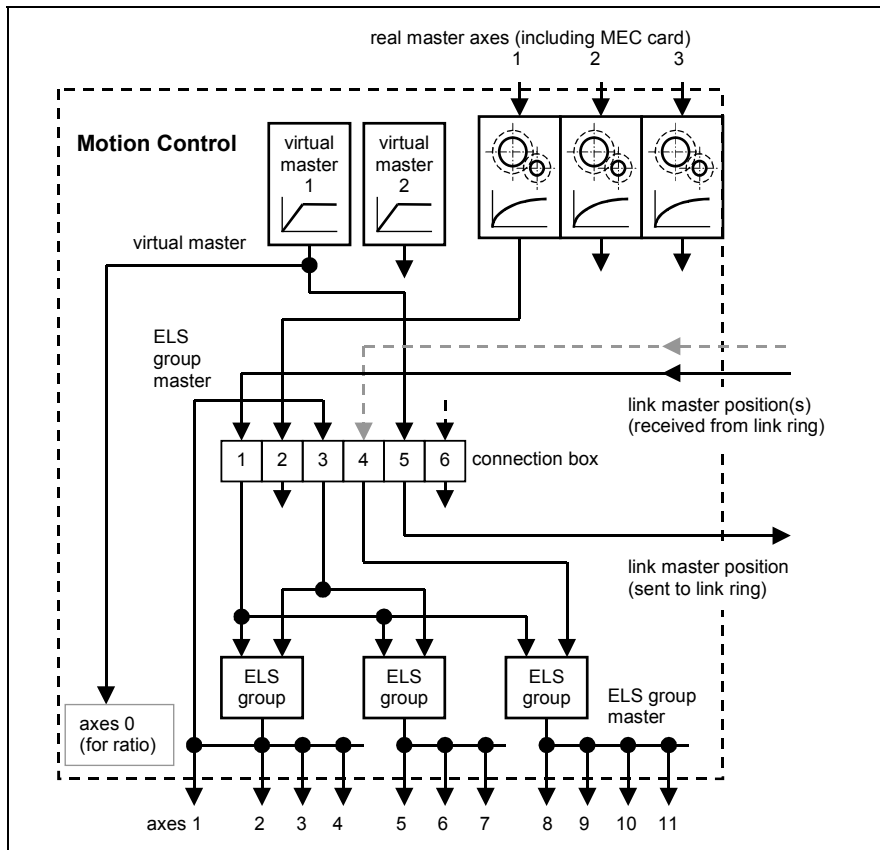 real master axes (including MEC card)
1 2 3
Motion Control
virtual
master
1
virtual
master
2
virtual master
ELS
group
master
link master position(s)
(received from link ring)
1 2 3 4 5 6
connection box
link master position
(sent to link ring)
ELS
group
ELS
group
ELS
group
ELS group
master
axes 0
(for ratio)
axes 1 2 3 4 5 6 7 8 9 10 11